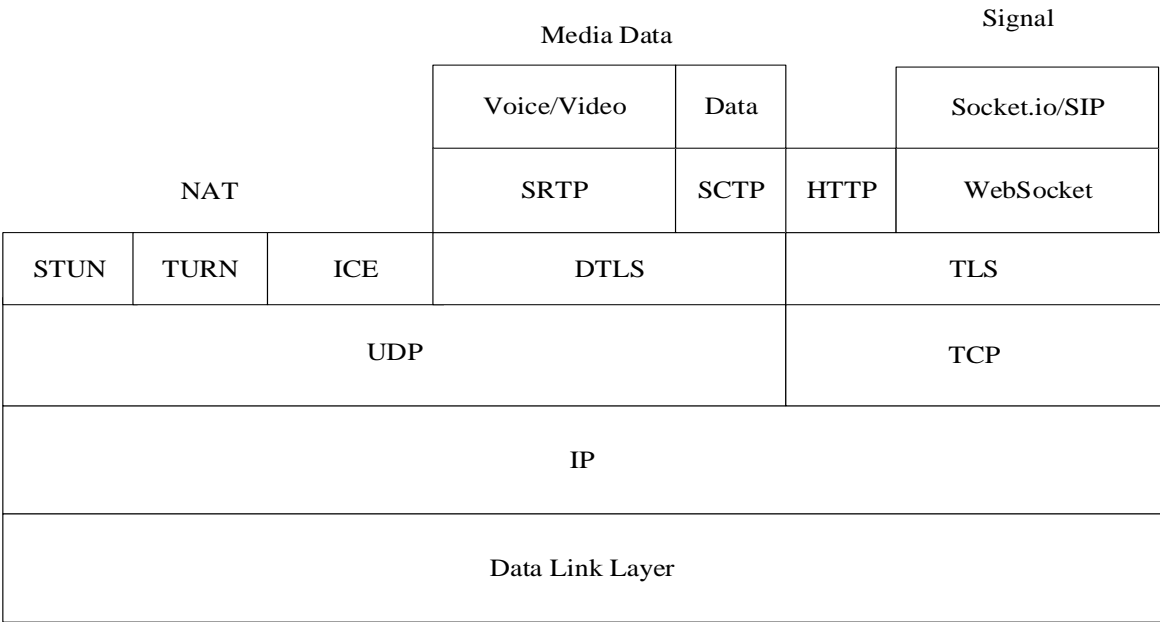 Signal
Media Data
Voice/Video Data Socket.io/SIP
NAT SRTP SCTP HTTP WebSocket
STUN TURN ICE DTLS TLS
UDP TCP
IP
Data Link Layer